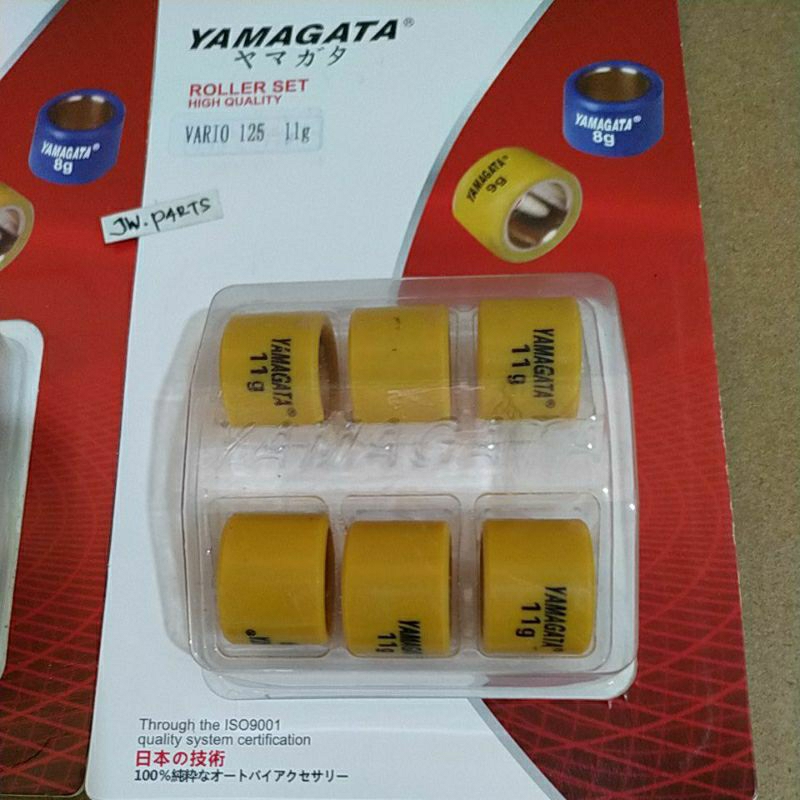 YAMAGATA®
ヤマガタ
ROLLER SET
HIGH QUALITY
VARIO 125 11g
JW.PARTS
YAMAGATA®
8g
YAMAGATA®
8g
YAMAGATA®
9g
YAMAGATA®
11g
YAMAGATA®
11g
YAMAGATA
YAMAG
11g
YAMAGATA®
11g
Through the ISO9001
quality system certification
日本の技術
100%純粋なオートバイアクセサリー